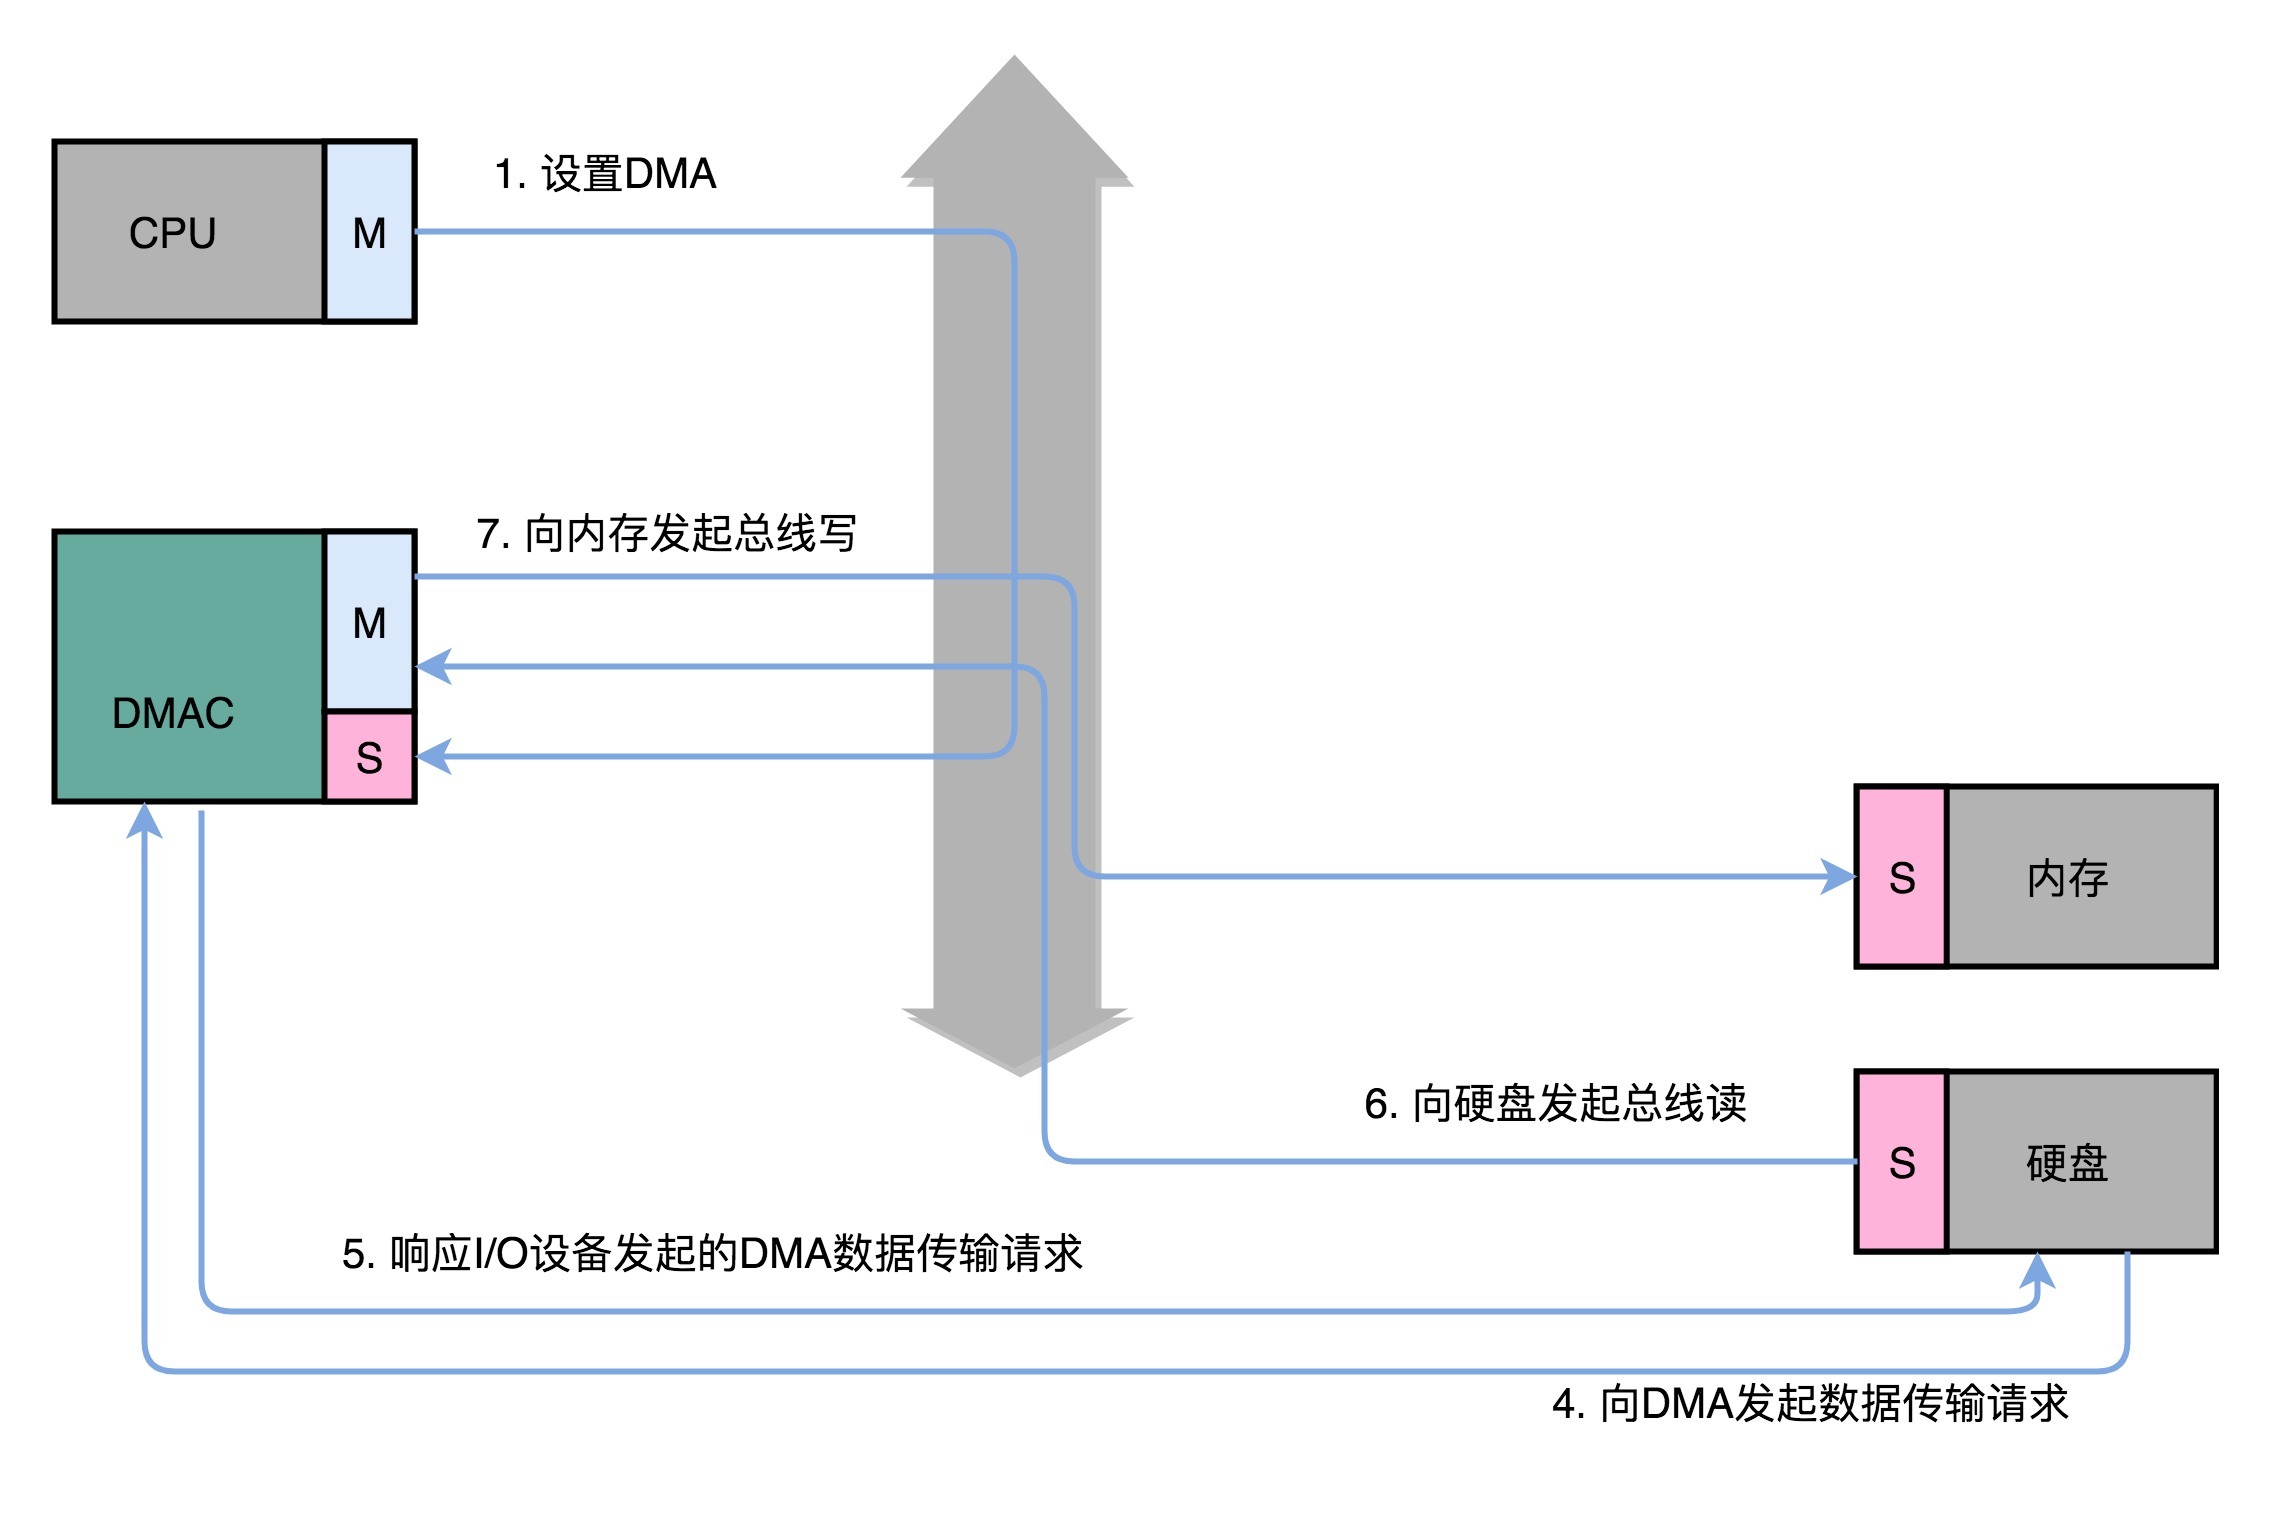 1. 设置DMA
CPU
M
7. 向内存发起总线写
M
DMAC
S
S
内存
6. 向硬盘发起总线读
S
硬盘
5. 响应I/O设备发起的DMA数据传输请求
4. 向DMA发起数据传输请求